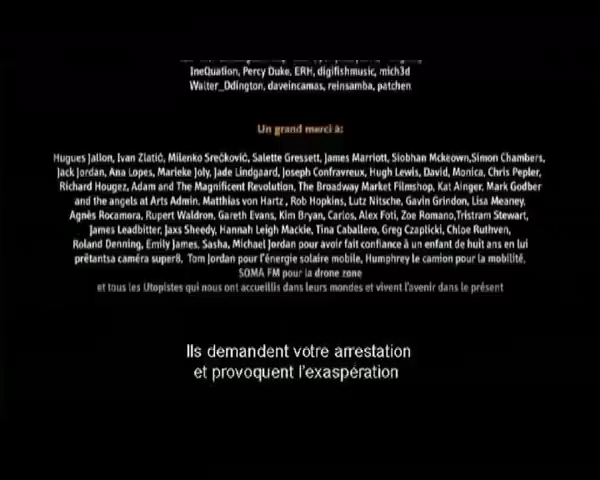 IneQuation, Percy Duke, ERH, digifishmusic, mich3d
Walter_Odington, daveincamas, reinsamba, patchen
Un grand merci à:
Hugues Jallon, Ivan Zlatić, Milenko Srečković, Salette Gressett, James Marriott, Siobhan Mckeown,Simon Chambers,
Jack Jordan, Ana Lopes, Marieke Joly, Jade Lindgaard, Joseph Confravreux, Hugh Lewis, David, Monica, Chris Pepler,
Richard Hougez, Adam and The Magnificent Revolution, The Broadway Market Filmshop, Kat Ainger, Mark Godber
and the angels at Arts Admin. Matthias von Hartz , Rob Hopkins, Lutz Nitsche, Gavin Grindon, Lisa Meaney,
Agnès Rocamora, Rupert Waldron, Gareth Evans, Kim Bryan, Carlos, Alex Foti, Zoe Romano,Tristram Stewart,
James Leadbitter, Jaxs Sheedy, Hannah Leigh Mackie, Tina Caballero, Greg Czaplicki, Chloe Ruthven,
Roland Denning, Emily James, Sasha, Michael Jordan pour avoir fait confiance à un enfant de huit ans en lui
prêtantsa caméra super8, Tom Jordan pour l'énergie solaire mobile, Humphrey le camion pour la mobilité,
SOMA FM pour la drone zone
et tous les Utopistes qui nous ont accueillis dans leurs mondes et vivent l'avenir dans le présent
Ils demandent votre arrestation
et provoquent l'exaspération